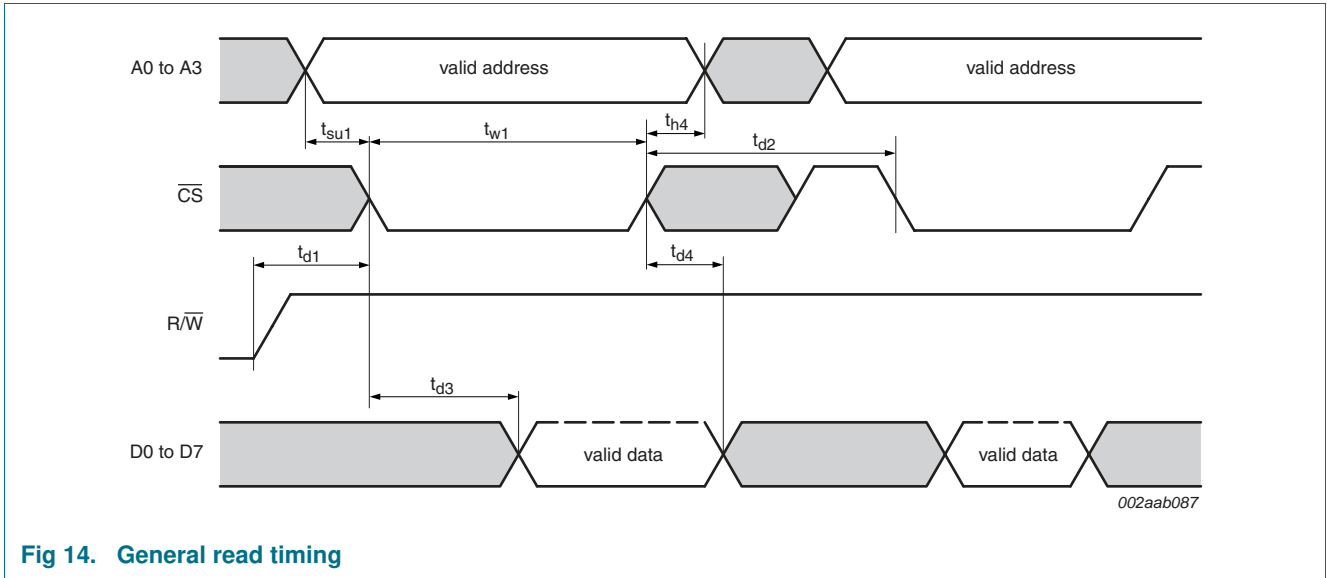 A0 to A3
valid address
valid address
tsu1
tw1
th4
td2
C̅S̅
td1
td4
R/W̅
td3
D0 to D7
valid data
valid data
002aab087
Fig 14. General read timing